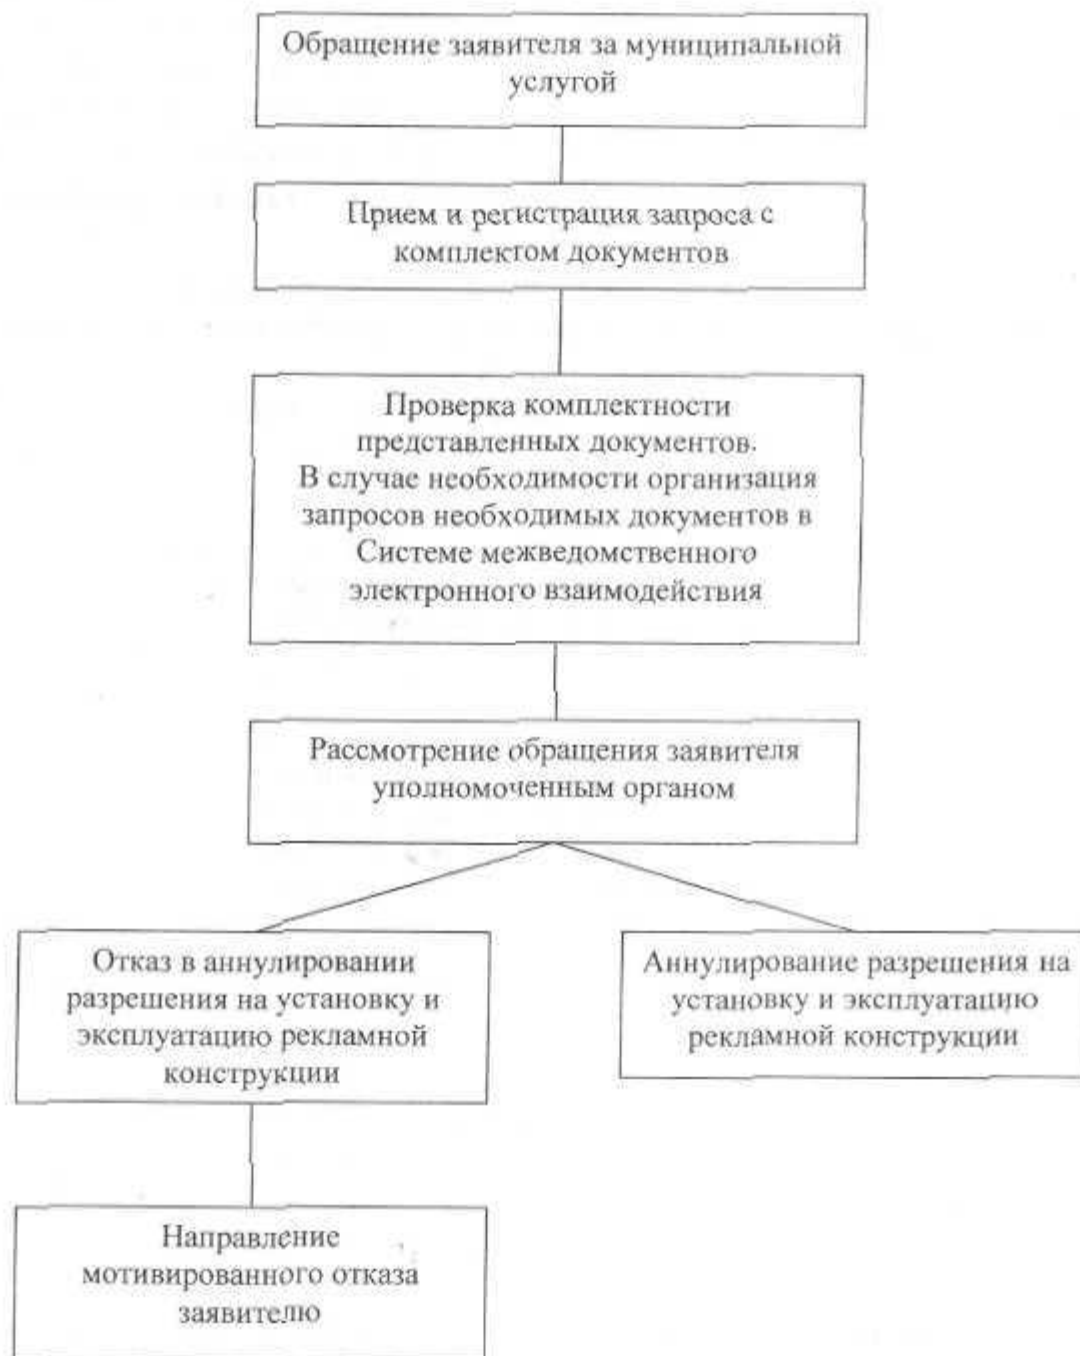 Обращение заявителя за муниципальной
услугой
Прием и регистрация запроса с
комплектом документов
Проверка комплектности
представленных документов.
В случае необходимости организация
запросов необходимых документов в
Системе межведомственного
электронного взаимодействия
Рассмотрение обращения заявителя
уполномоченным органом
Отказ в аннулировании
разрешения на установку и
эксплуатацию рекламной
конструкции
Аннулирование разрешения на
установку и эксплуатацию
рекламной конструкции
Направление
мотивированного отказа
заявителю